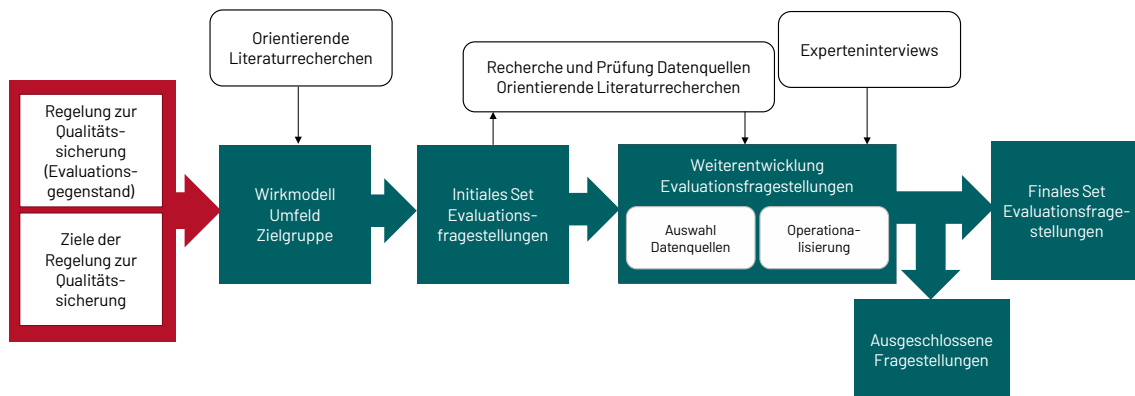 Orientierende
Literaturrecherchen
Recherche und Prüfung Datenquellen
Orientierende Literaturrecherchen
Experteninterviews
Regelung zur
Qualitäts-
sicherung
(Evaluations-
gegenstand)
Ziele der
Regelung zur
Qualitäts-
sicherung
Wirkmodell
Umfeld
Zielgruppe
Initiales Set
Evaluations-
fragestellungen
Weiterentwicklung
Evaluationsfragestellungen
Auswahl
Datenquellen
Operationa-
lisierung
Finales Set
Evaluationsfrage-
stellungen
Ausgeschlossene
Fragestellungen